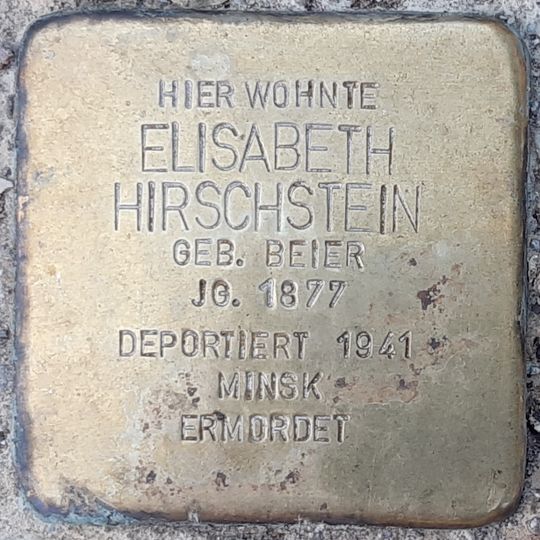 HIER WOHNTE
ELISABETH
HIRSCHSTEIN
GEB. BEIER
JG. 1877
DEPORTIERT 1941
MINSK
ERMORDET